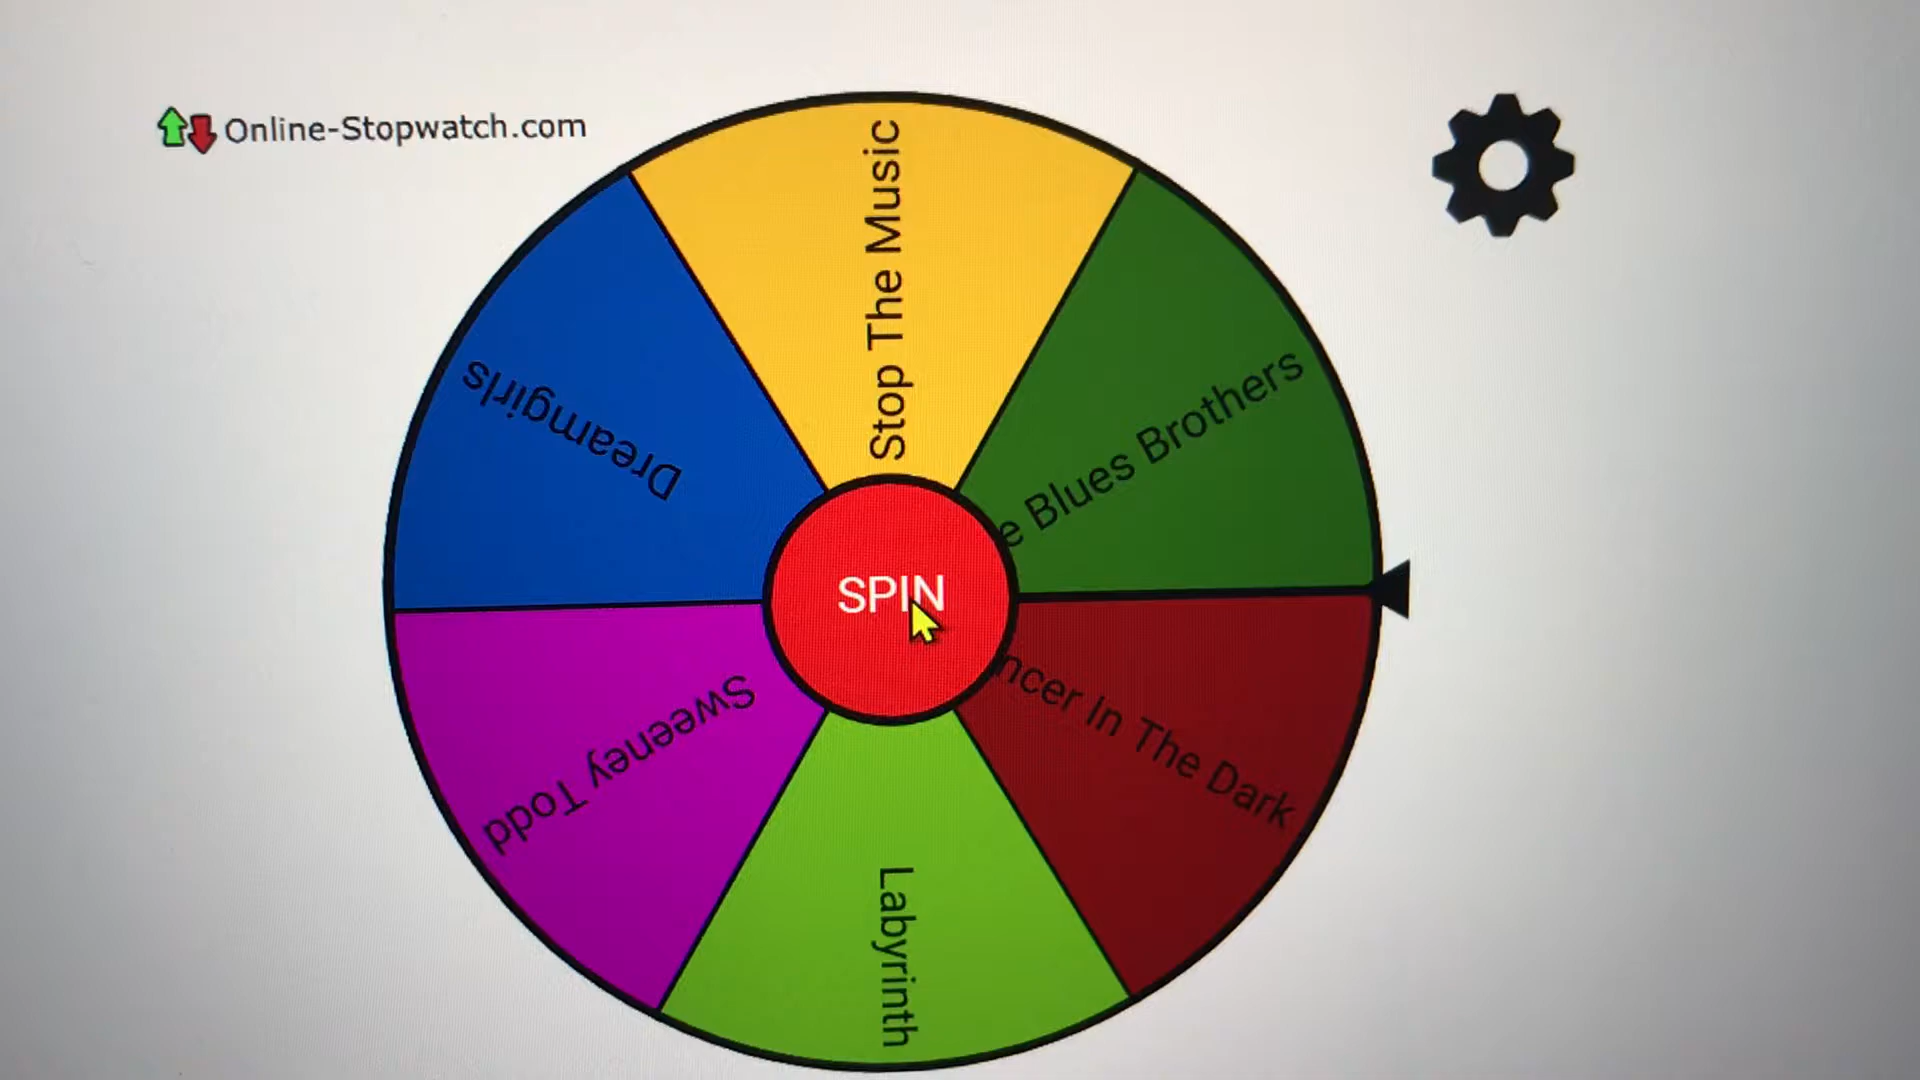 Online-Stopwatch.com
Stop The Music
e Blues Brothers
ncer In The Dark
Labyrinth
Sweeney Todd
Dreamgirls
SPIN